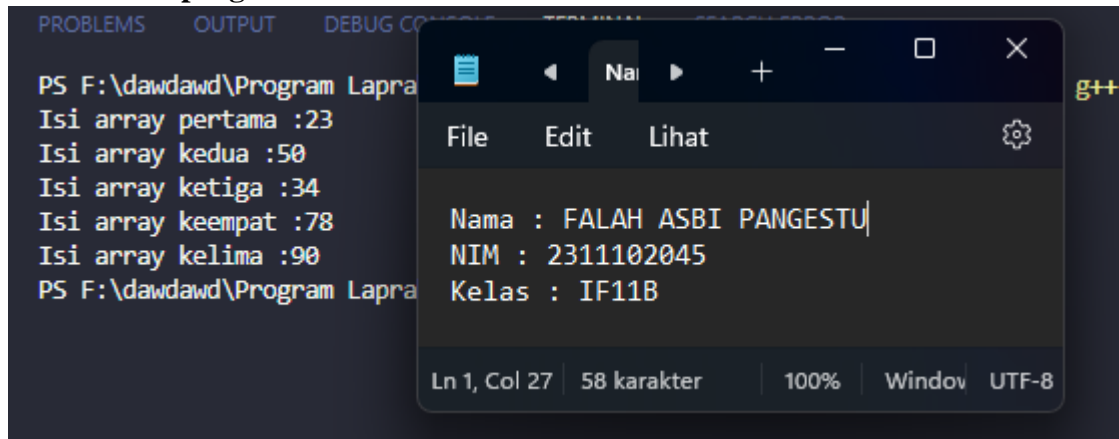 PROBLEMS OUTPUT DEBUG
PS F:\dawdawd\Program Lapra
g++
Isi array pertama :23
Isi array kedua :50
Isi array ketiga :34
Isi array keempat :78
Isi array kelima :90
PS F:\dawdawd\Program Lapra
Na
File Edit Lihat
Nama : FALAH ASBI PANGESTU
NIM : 2311102045
Kelas : IF11B
Ln 1, Col 27 58 karakter 100% Window UTF-8